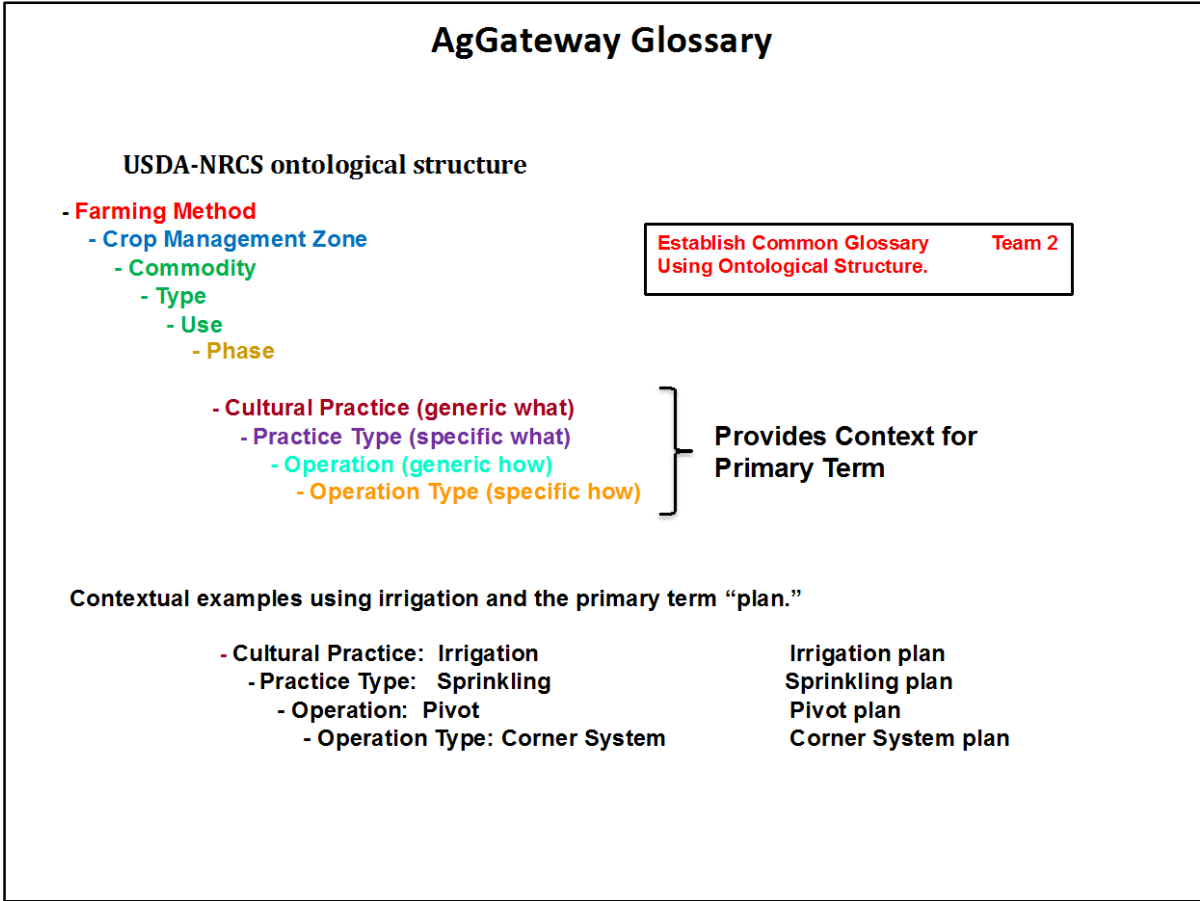 AgGateway Glossary
USDA-NRCS ontological structure
- Farming Method
- Crop Management Zone
- Commodity
- Type
- Use
- Phase
Establish Common Glossary Team 2
Using Ontological Structure.
- Cultural Practice (generic what)
- Practice Type (specific what)
- Operation (generic how)
- Operation Type (specific how)
Provides Context for
Primary Term
Contextual examples using irrigation and the primary term “plan.”
- Cultural Practice: Irrigation Irrigation plan
- Practice Type: Sprinkling Sprinkling plan
- Operation: Pivot Pivot plan
- Operation Type: Corner System Corner System plan